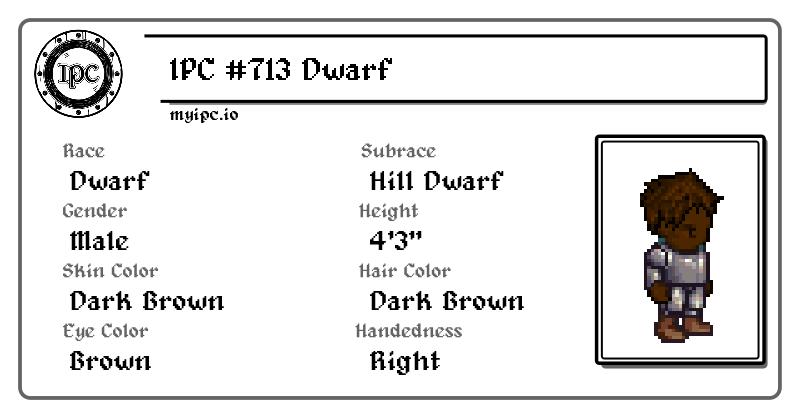 IPC
IPC #713 Dwarf
myipc.io
Race
Subrace
Dwarf
Hill Dwarf
Gender
Height
Male
4'3"
Skin Color
Hair Color
Dark Brown
Dark Brown
Eye Color
Handedness
Brown
Right